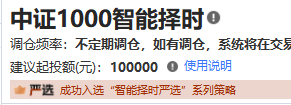 中证1000智能择时
调仓频率：不定期调仓，如有调仓，系统将在交易
建议起投额(元)：100000 使用说明
严选 成功入选“智能择时严选”系列策略